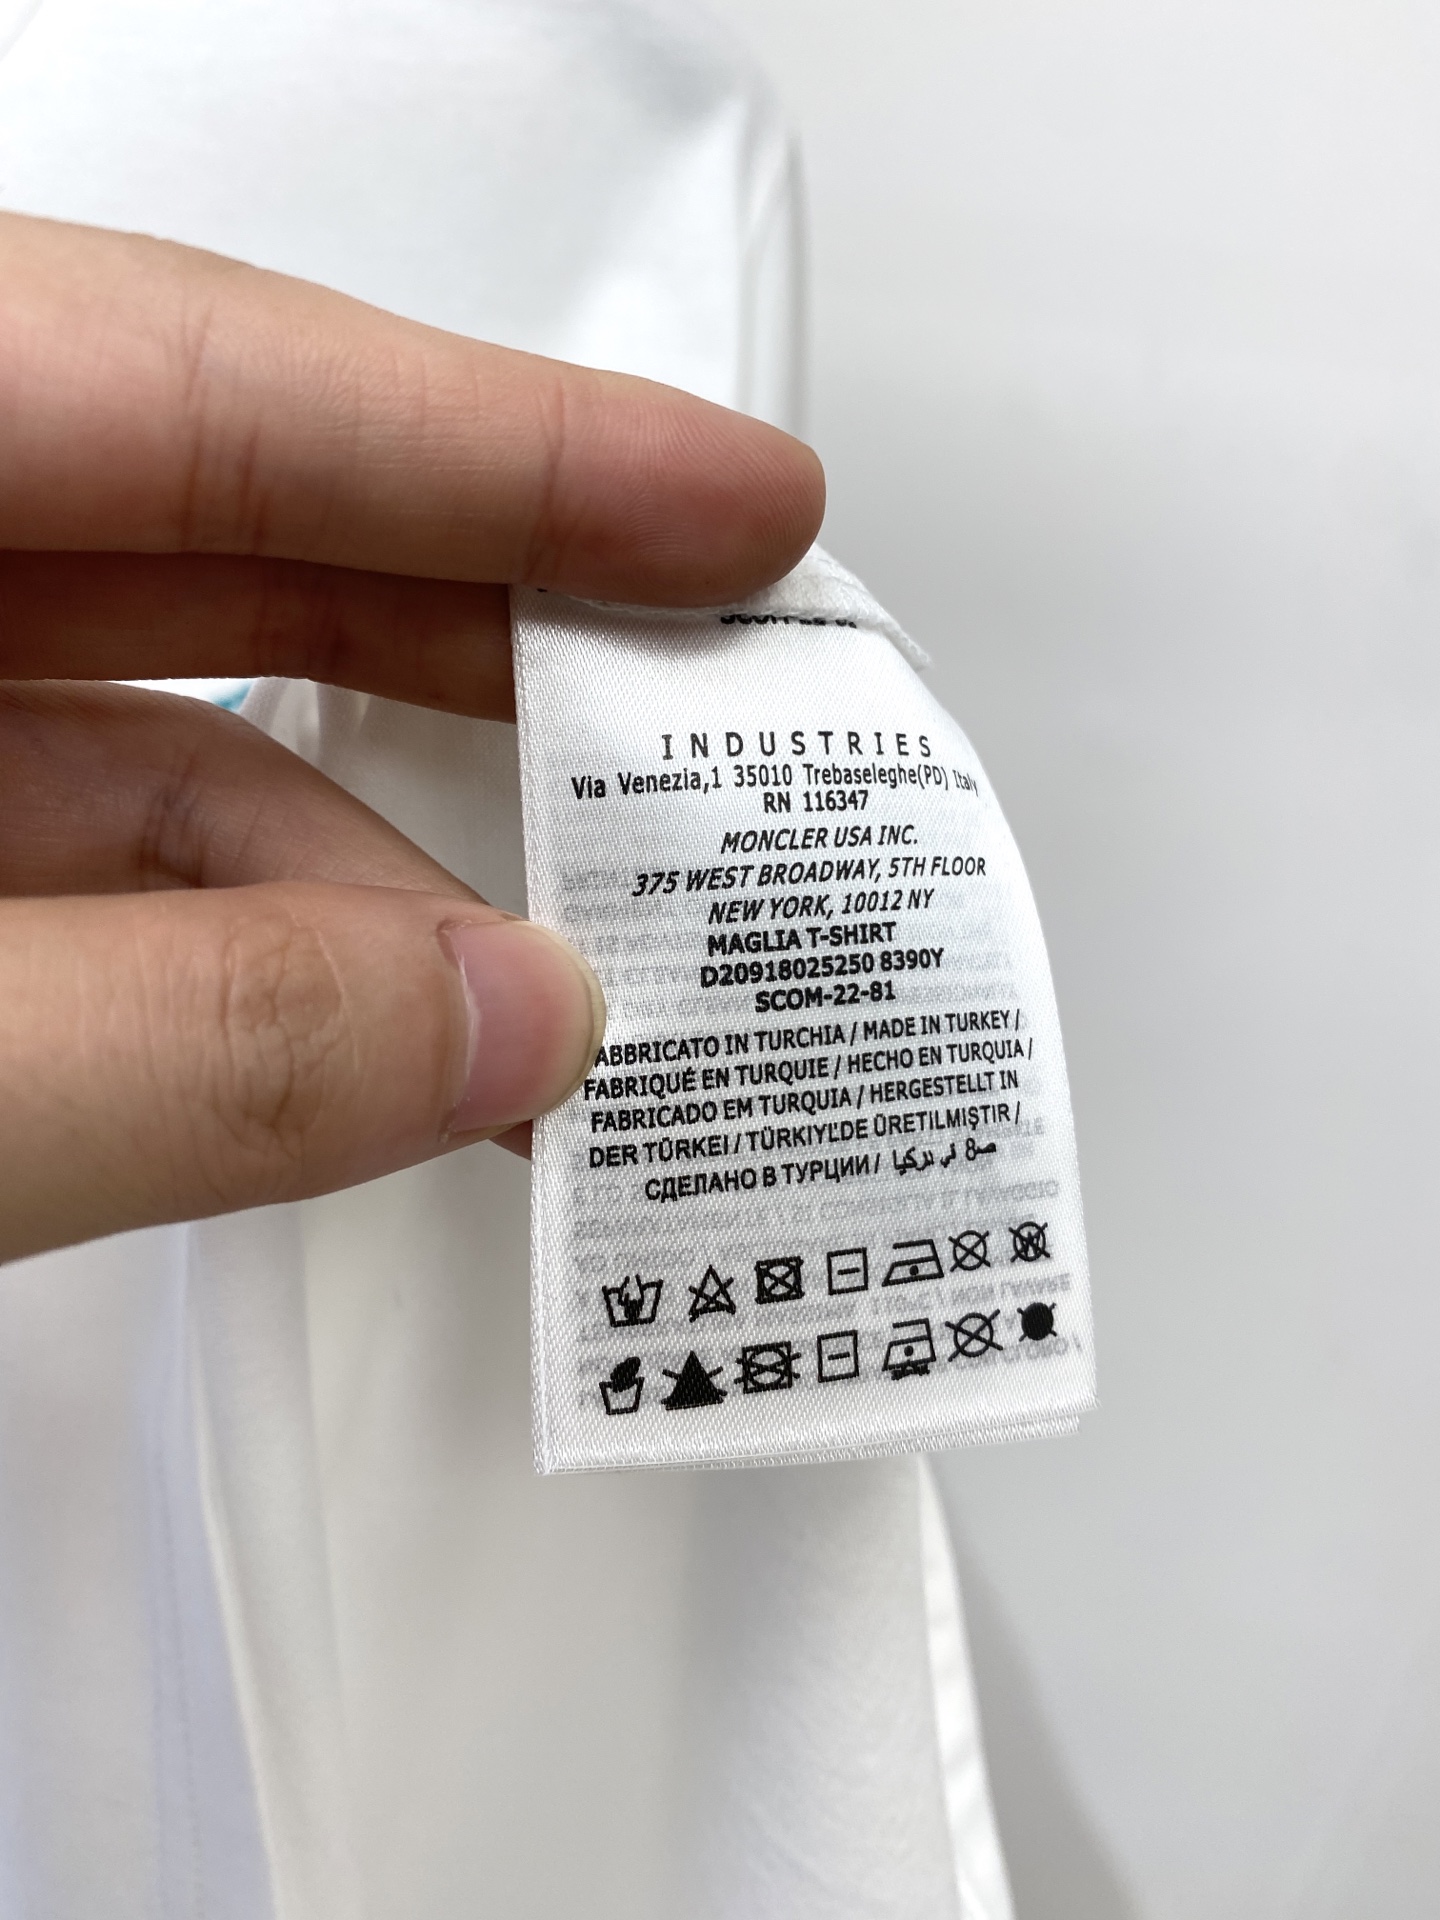 INDUSTRIES
Via Venezia,1 35010 Trebaseleghe(PD) Italy
RN 116347
MONCLER USA INC.
375 WEST BROADWAY, 5TH FLOOR
NEW YORK, 10012 NY
MAGLIA T-SHIRT
D20918025250 8390Y
SCOM-22-81
ABBRICATO IN TURCHIA / MADE IN TURKEY /
FABRIQUÉ EN TURQUIE / HECHO EN TURQUIA /
FABRICADO EM TURQUIA / HERGESTELLT IN
DER TÜRKEI / TÜRKIYL'DE ÜRETILMIŞTIR /
СДЕЛАНО В ТУРЦИИ /